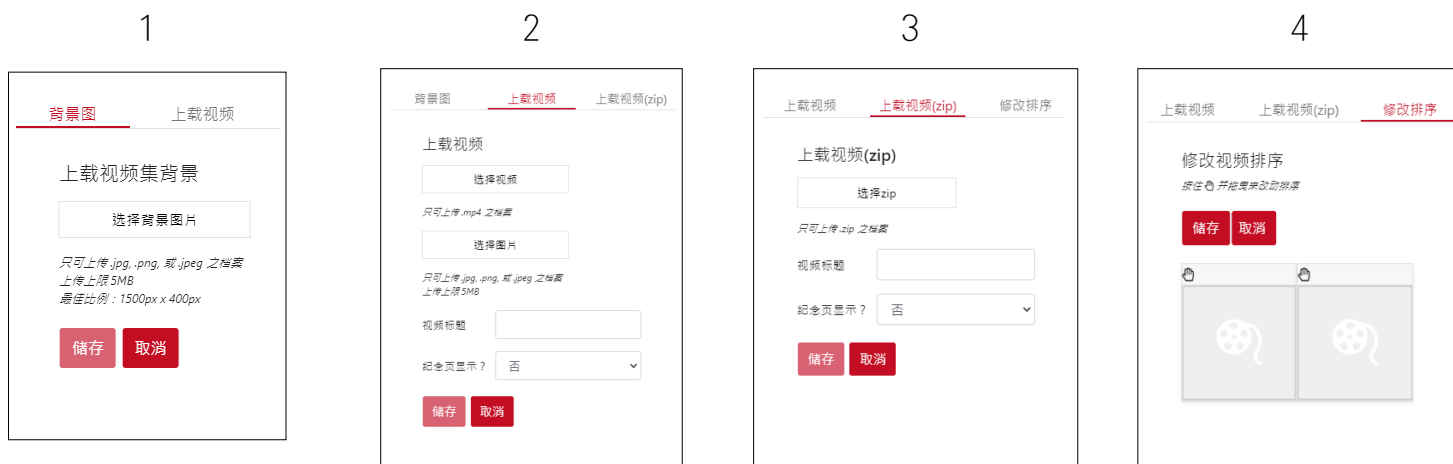 1
背景图 上载视频
上载视频集背景
选择背景图片
只可上传 .jpg, .png, 或 .jpeg 之档案
上传上限 5MB
最佳比例：1500px x 400px
储存 取消
2
背景图 上载视频 上载视频(zip)
上载视频
选择视频
只可上传 .mp4 之档案
选择图片
只可上传 .jpg, .png, 或 .jpeg 之档案
上传上限 5MB
视频标题
纪念页显示？ 否
储存 取消
3
上载视频 上载视频(zip) 修改排序
上载视频(zip)
选择zip
只可上传 .zip 之档案
视频标题
纪念页显示？ 否
储存 取消
4
上载视频 上载视频(zip) 修改排序
修改视频排序
按住 并拖曳来改动排序
储存 取消